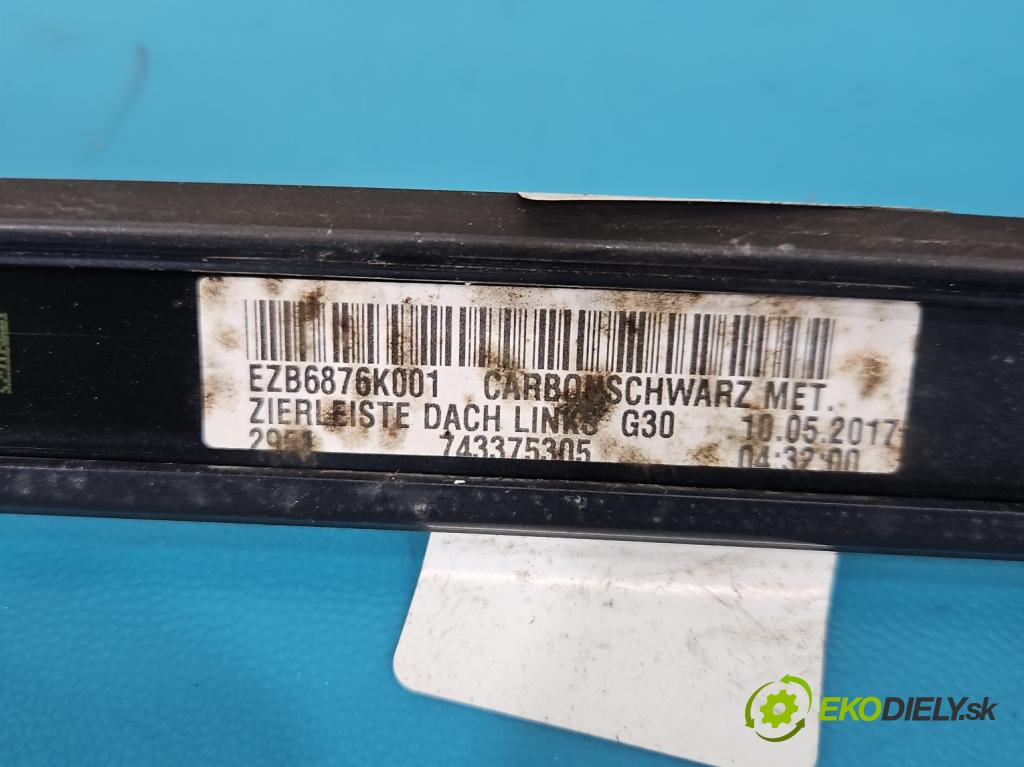 EZB6876K001 CARBONSCHWARZ MET.
ZIERLEISTE DACH LINKS G30 10.05.2017
743375305 04:32:00
EKODIELY.sk